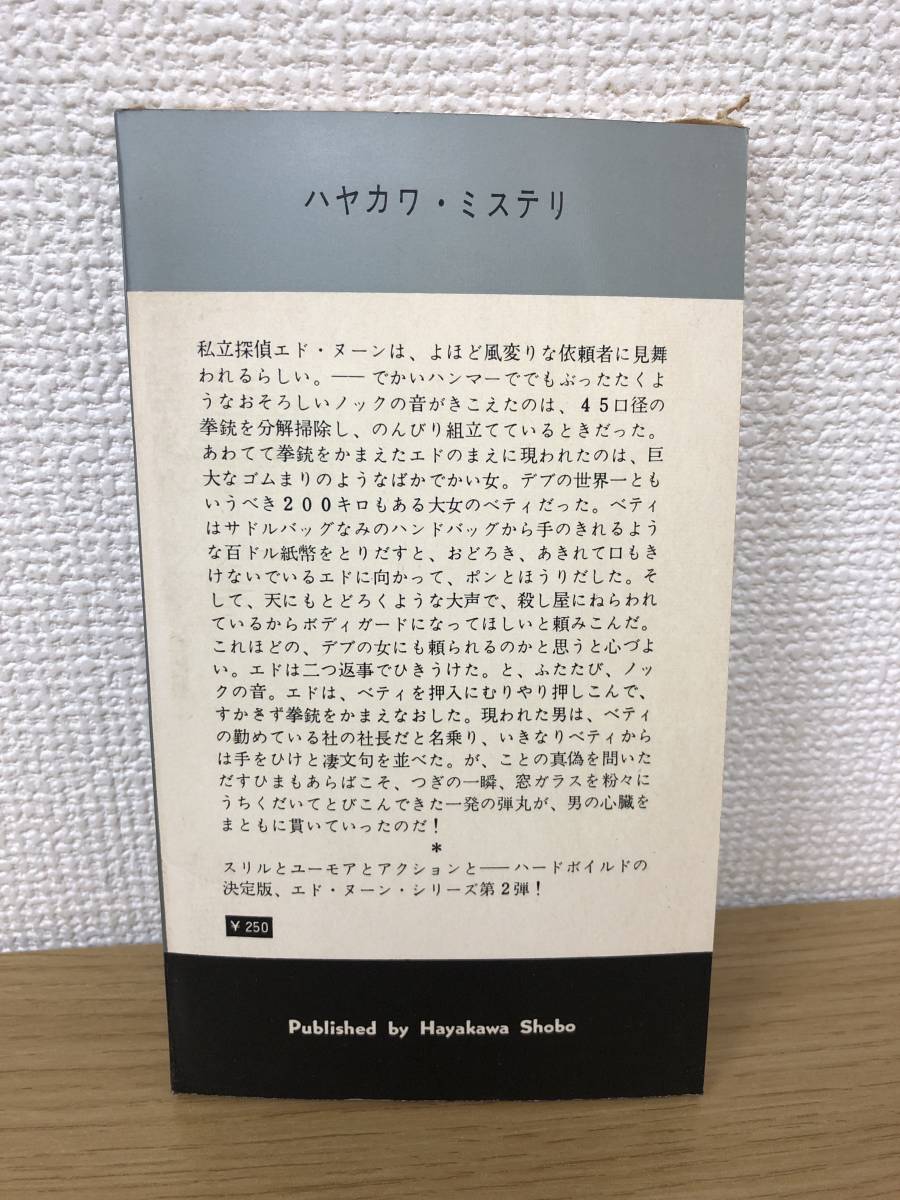 ハヤカワ・ミステリ
私立探偵エド・ヌーンは、よほど風変りな依頼者に見舞
われるらしい。――でかいハンマーででもぶったたくよ
うなおそろしいノックの音がきこえたのは、45口径の
拳銃を分解掃除し、のんびり組立てているときだった。
あわてて拳銃をかまえたエドのまえに現われたのは、巨
大なゴムまりのようなばかでかい女。デブの世界一とも
いうべき200キロもある大女のベティだった。ベティ
はサドルバッグなみのハンドバッグから手のきれるよう
な百ドル紙幣をとりだすと、おどろき、あきれて口もき
けないでいるエドに向かって、ポンとほうりだした。そ
して、天にもとどろくような大声で、殺し屋にねらわれ
ているからボディガードになってほしいと頼みこんだ。
これほどの、デブの女にも頼られるのかと思うと心づよ
い。エドは二つ返事でひきうけた。と、ふたたび、ノッ
クの音。エドは、ベティを押入にむりやり押しこんで、
すかさず拳銃をかまえなおした。現われた男は、ベティ
の勤めている社の社長だと名乗り、いきなりベティから
は手をひけと凄文句を並べた。が、ことの真偽を問いた
だすひまもあらばこそ、つぎの一瞬、窓ガラスを粉々に
うちくだいてとびこんできた一発の弾丸が、男の心臓を
まともに貫いていったのだ！
*
スリルとユーモアとアクションと――ハードボイルドの
決定版、エド・ヌーン・シリーズ第2弾！
¥250
Published by Hayakawa Shobo